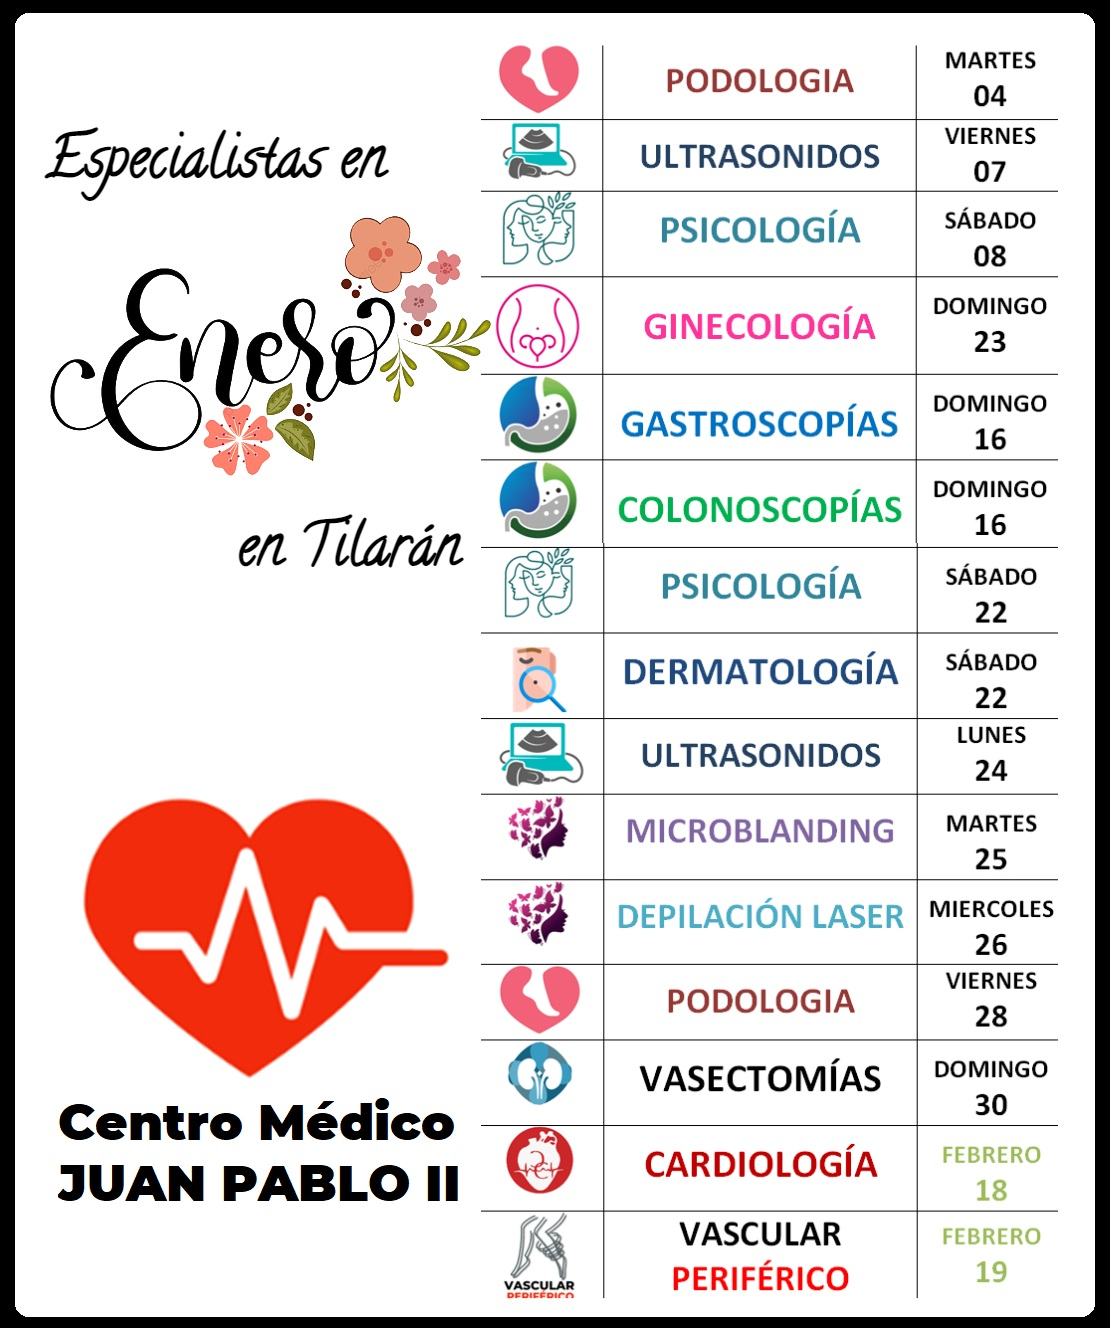 Especialistas en
Enero
en Tilarán
Centro Médico
JUAN PABLO II
PODOLOGIA
MARTES
04
ULTRASONIDOS
VIERNES
07
PSICOLOGÍA
SÁBADO
08
GINECOLOGÍA
DOMINGO
23
GASTROSCOPÍAS
DOMINGO
16
COLONOSCOPÍAS
DOMINGO
16
PSICOLOGÍA
SÁBADO
22
DERMATOLOGÍA
SÁBADO
22
ULTRASONIDOS
LUNES
24
MICROBLANDING
MARTES
25
DEPILACIÓN LASER
MIERCOLES
26
PODOLOGIA
VIERNES
28
VASECTOMÍAS
DOMINGO
30
CARDIOLOGÍA
FEBRERO
18
VASCULAR
PERIFÉRICO
VASCULAR
PERIFÉRICO
FEBRERO
19